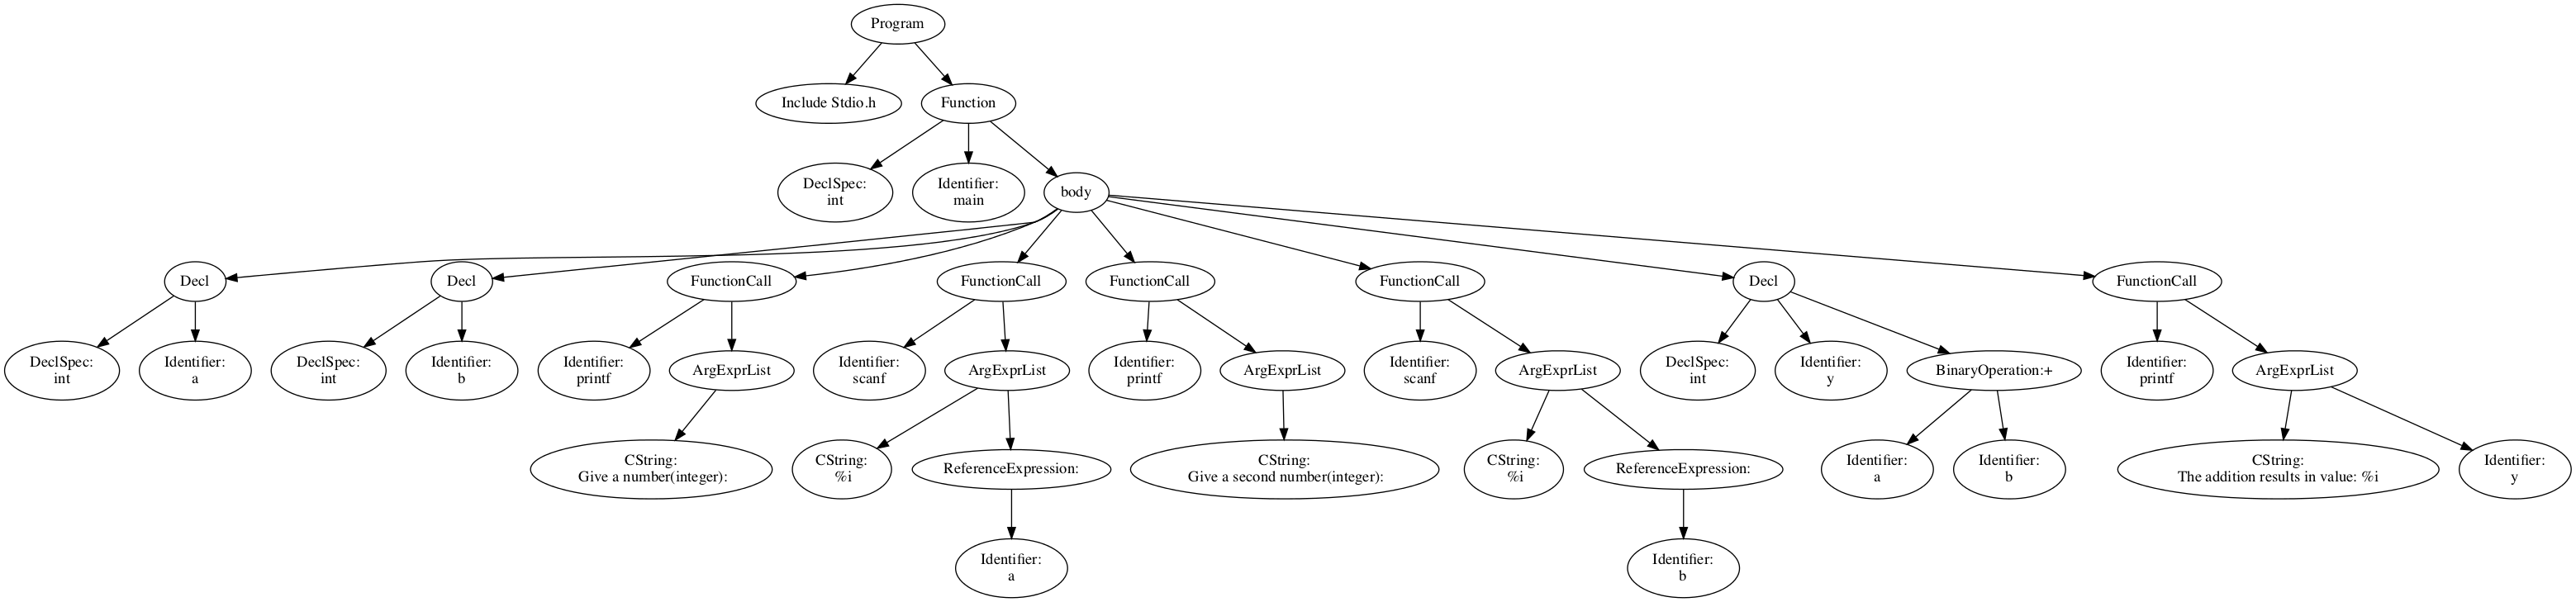 Program
Include Stdio.h
Function
DeclSpec:
int
Identifier:
main
body
Decl
Decl
FunctionCall
FunctionCall
FunctionCall
FunctionCall
Decl
FunctionCall
DeclSpec:
int
Identifier:
a
DeclSpec:
int
Identifier:
b
Identifier:
printf
ArgExprList
Identifier:
scanf
ArgExprList
Identifier:
printf
ArgExprList
Identifier:
scanf
ArgExprList
DeclSpec:
int
Identifier:
y
BinaryOperation:+
Identifier:
printf
ArgExprList
CString:
Give a number(integer):
CString:
%i
ReferenceExpression:
CString:
Give a second number(integer):
CString:
%i
ReferenceExpression:
Identifier:
a
Identifier:
b
CString:
The addition results in value: %i
Identifier:
y
Identifier:
a
Identifier:
b